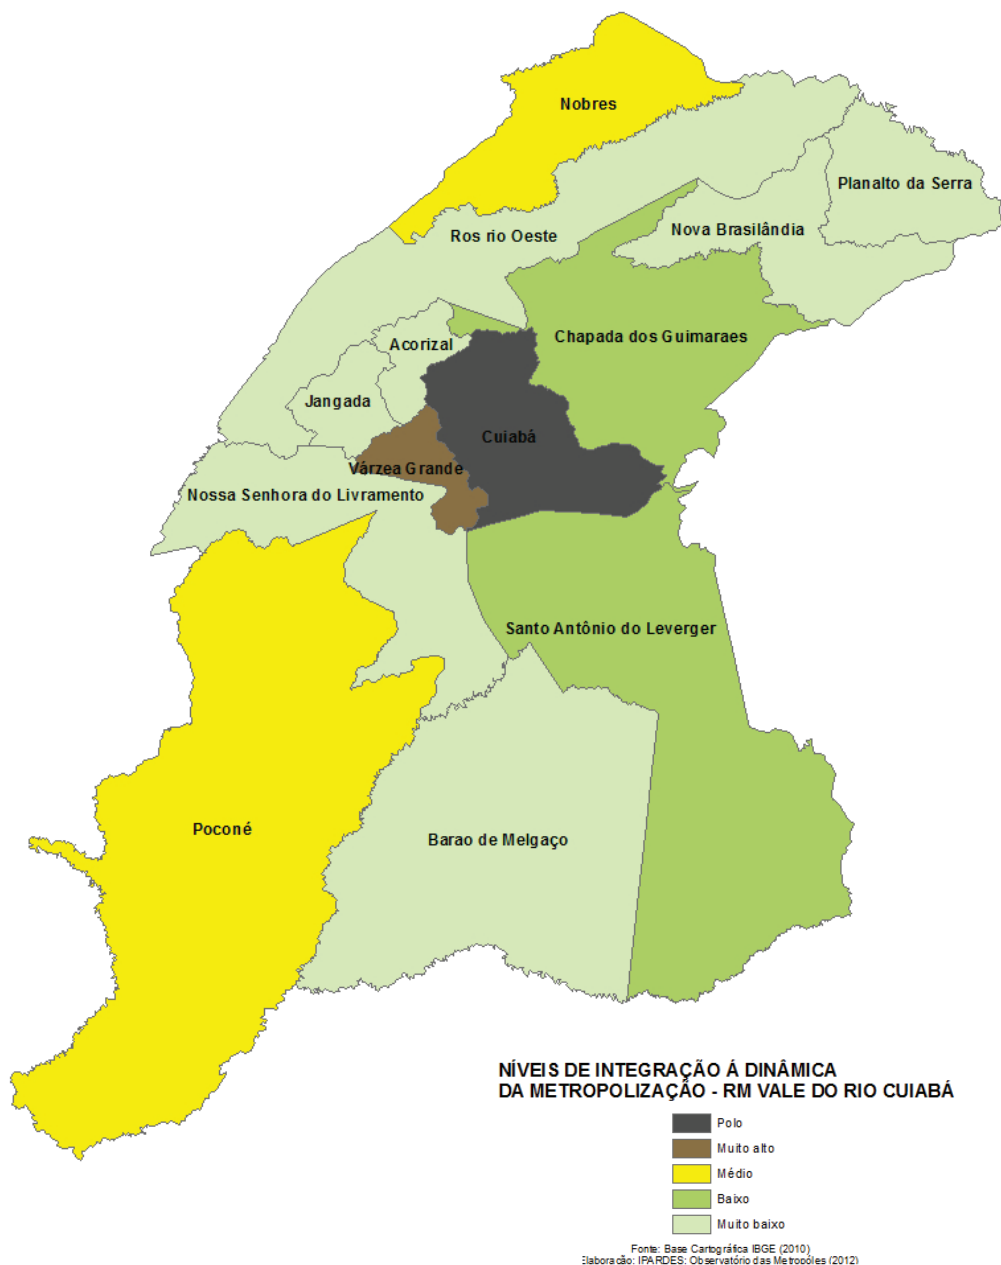 Nobres
Planalto da Serra
Nova Brasilândia
Ros rio Oeste
Chapada dos Guimaraes
Acorizal
Jangada
Cuiabá
Várzea Grande
Nossa Senhora do Livramento
Santo Antônio do Leverger
Poconé
Barao de Melgaço
NÍVEIS DE INTEGRAÇÃO Á DINÂMICA
DA METROPOLIZAÇÃO - RM VALE DO RIO CUIABÁ
Polo
Muito alto
Médio
Baixo
Muito baixo
Fonte: Base Cartográfica IBGE (2010)
Elaboração: IPARDES: Observatório das Metropóles (2012)